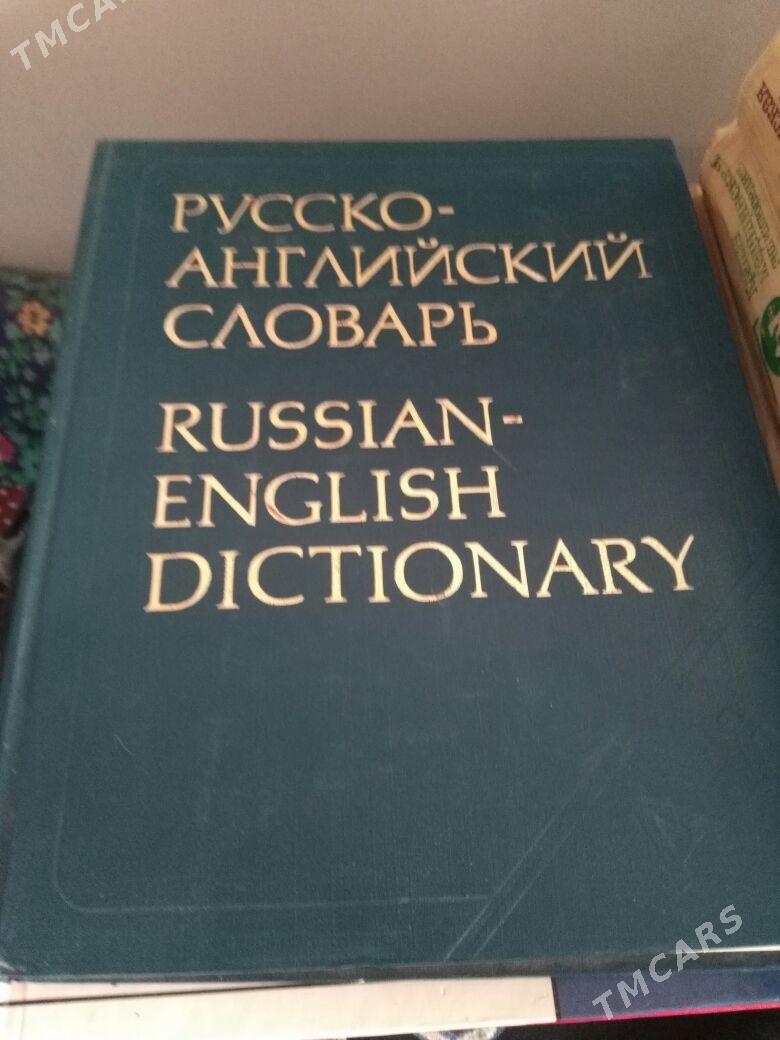 TMCARS
РУССКО-
АНГЛИЙСКИЙ
СЛОВАРЬ
RUSSIAN-
ENGLISH
DICTIONARY
TMCARS